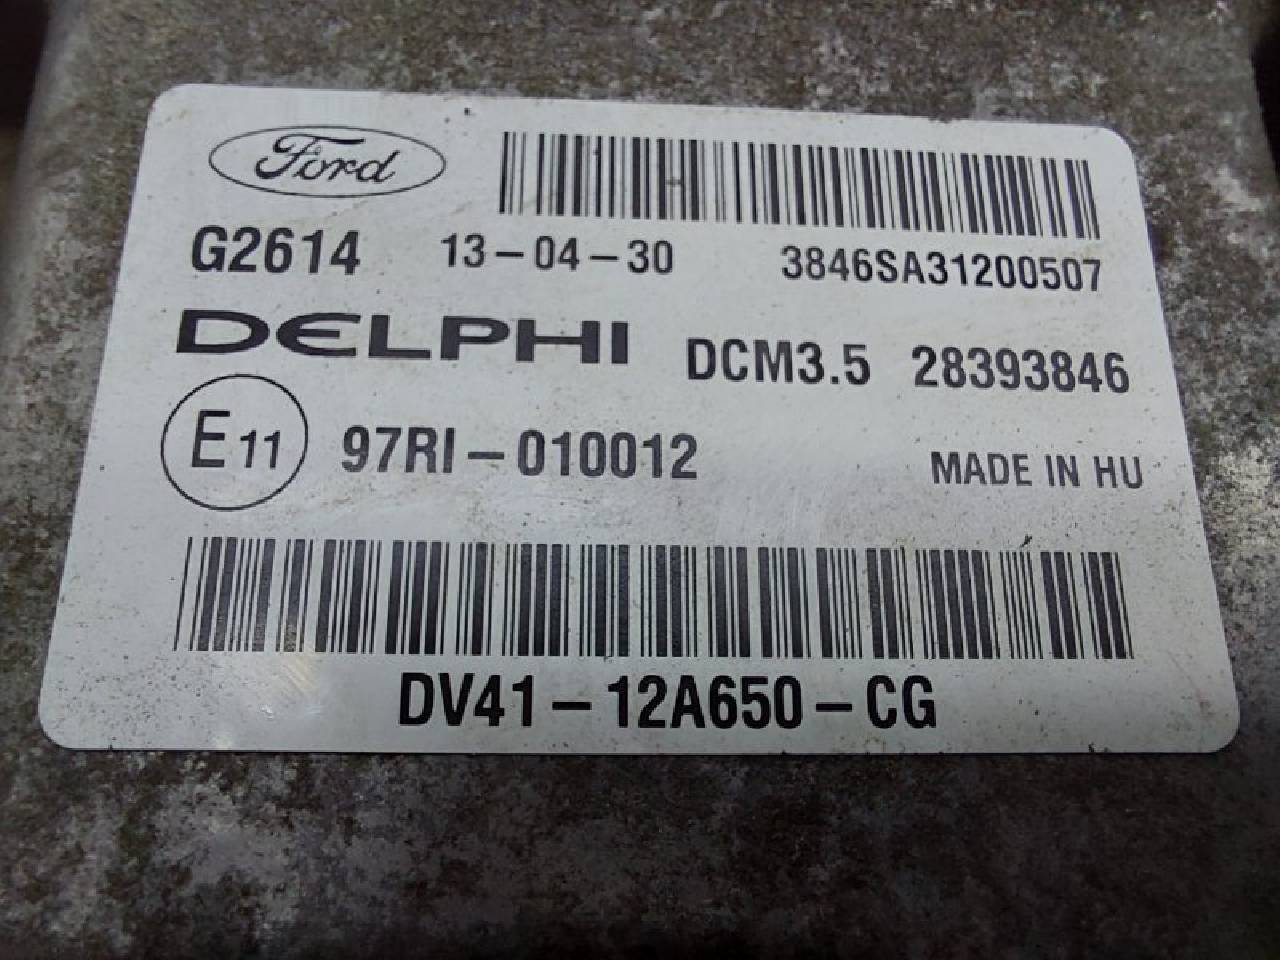 Ford
G2614 13-04-30 3846SA31200507
DELPHI DCM3.5 28393846
E11 97RI-010012 MADE IN HU
DV41-12A650-CG